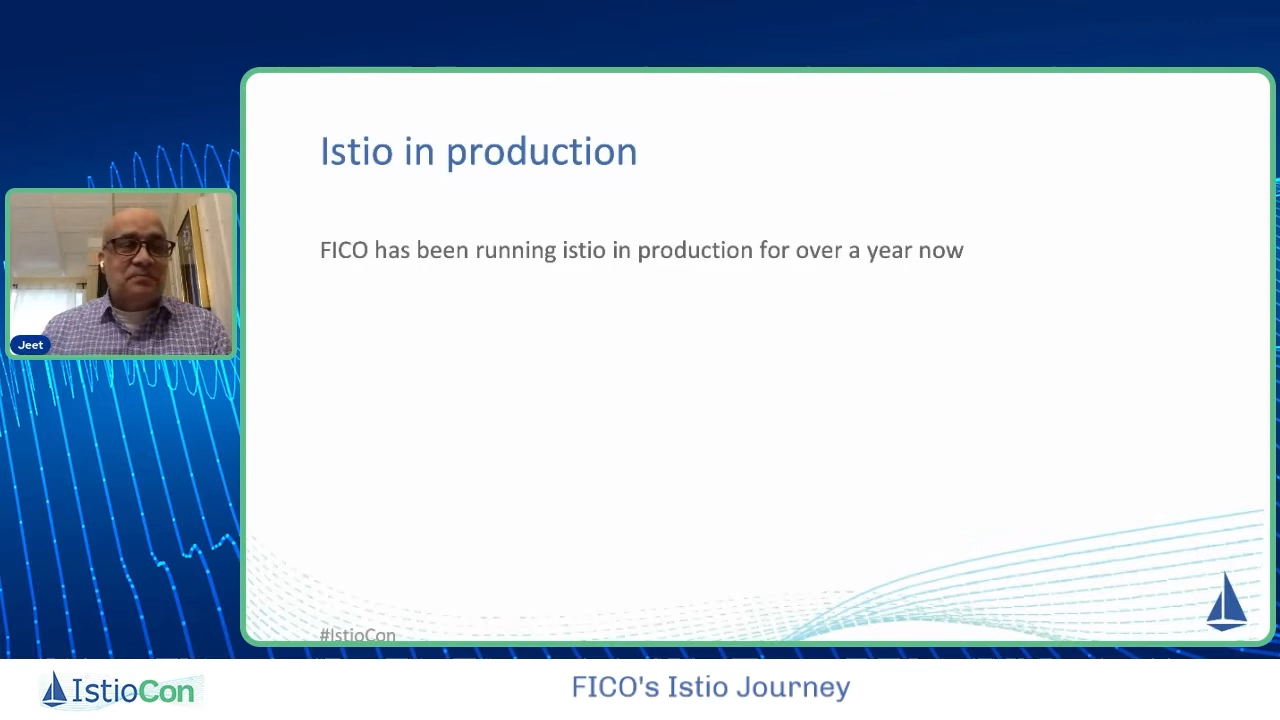 Istio in production
FICO has been running istio in production for over a year now
Jeet
#IstioCon
IstioCon
FICO's Istio Journey